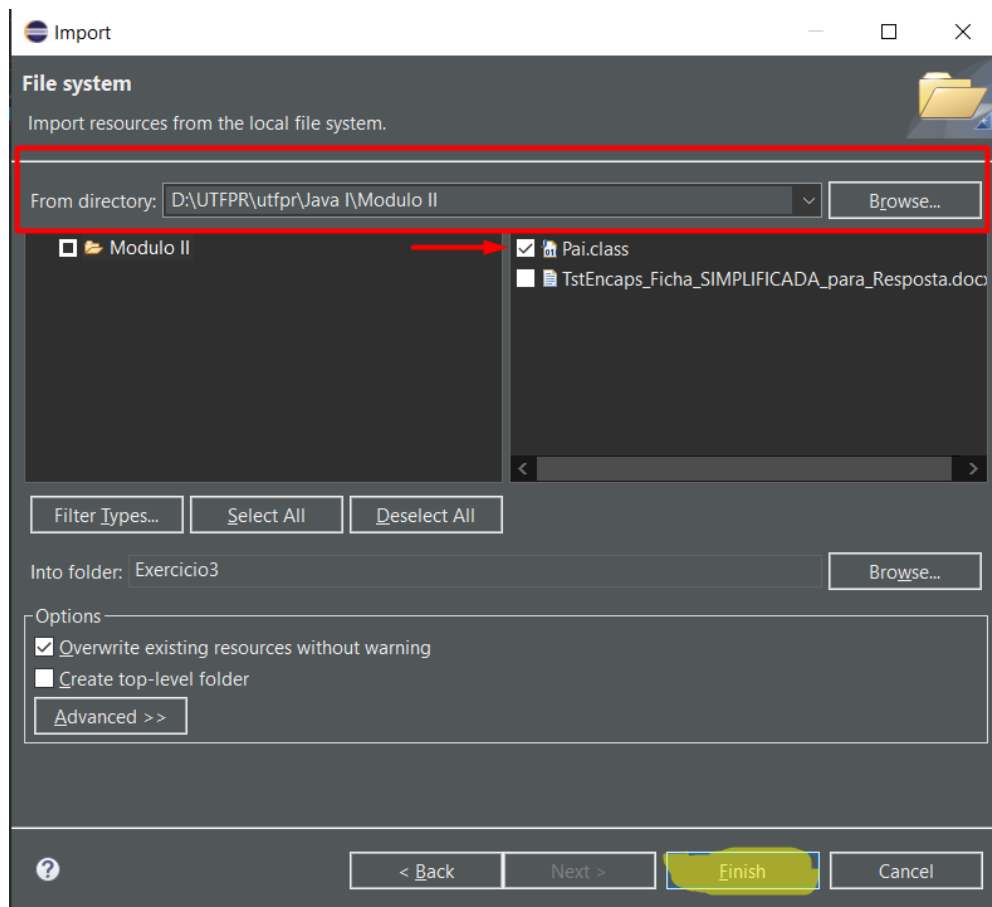 Import
File system
Import resources from the local file system.
From directory: D:\UTFPR\utfpr\Java I\Modulo II Browse...
Modulo II
Pai.class
TstEncaps_Ficha_SIMPLIFICADA_para_Resposta.docx
Filter Types... Select All Deselect All
Into folder: Exercicio3 Browse...
Options
Overwrite existing resources without warning
Create top-level folder
Advanced >>
< Back Next > Finish Cancel